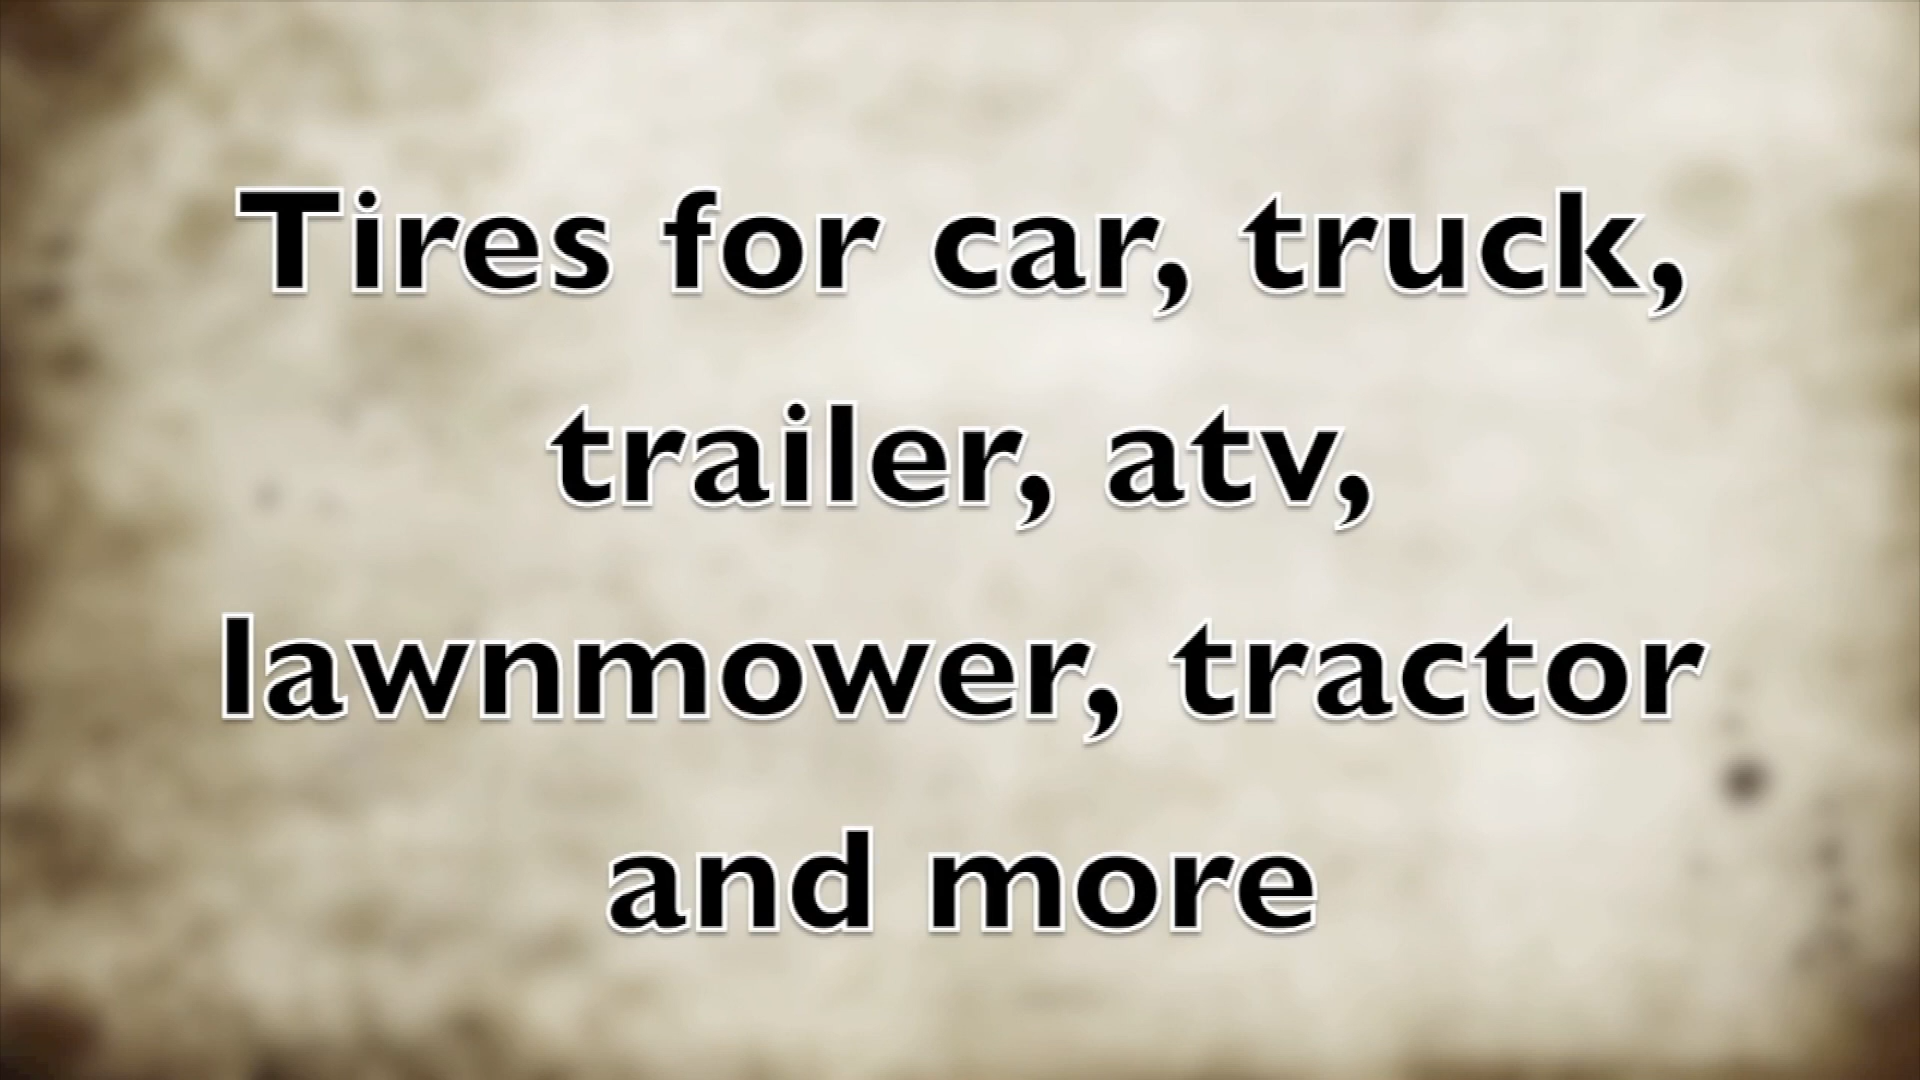 Tires for car, truck,
trailer, atv,
lawnmower, tractor
and more